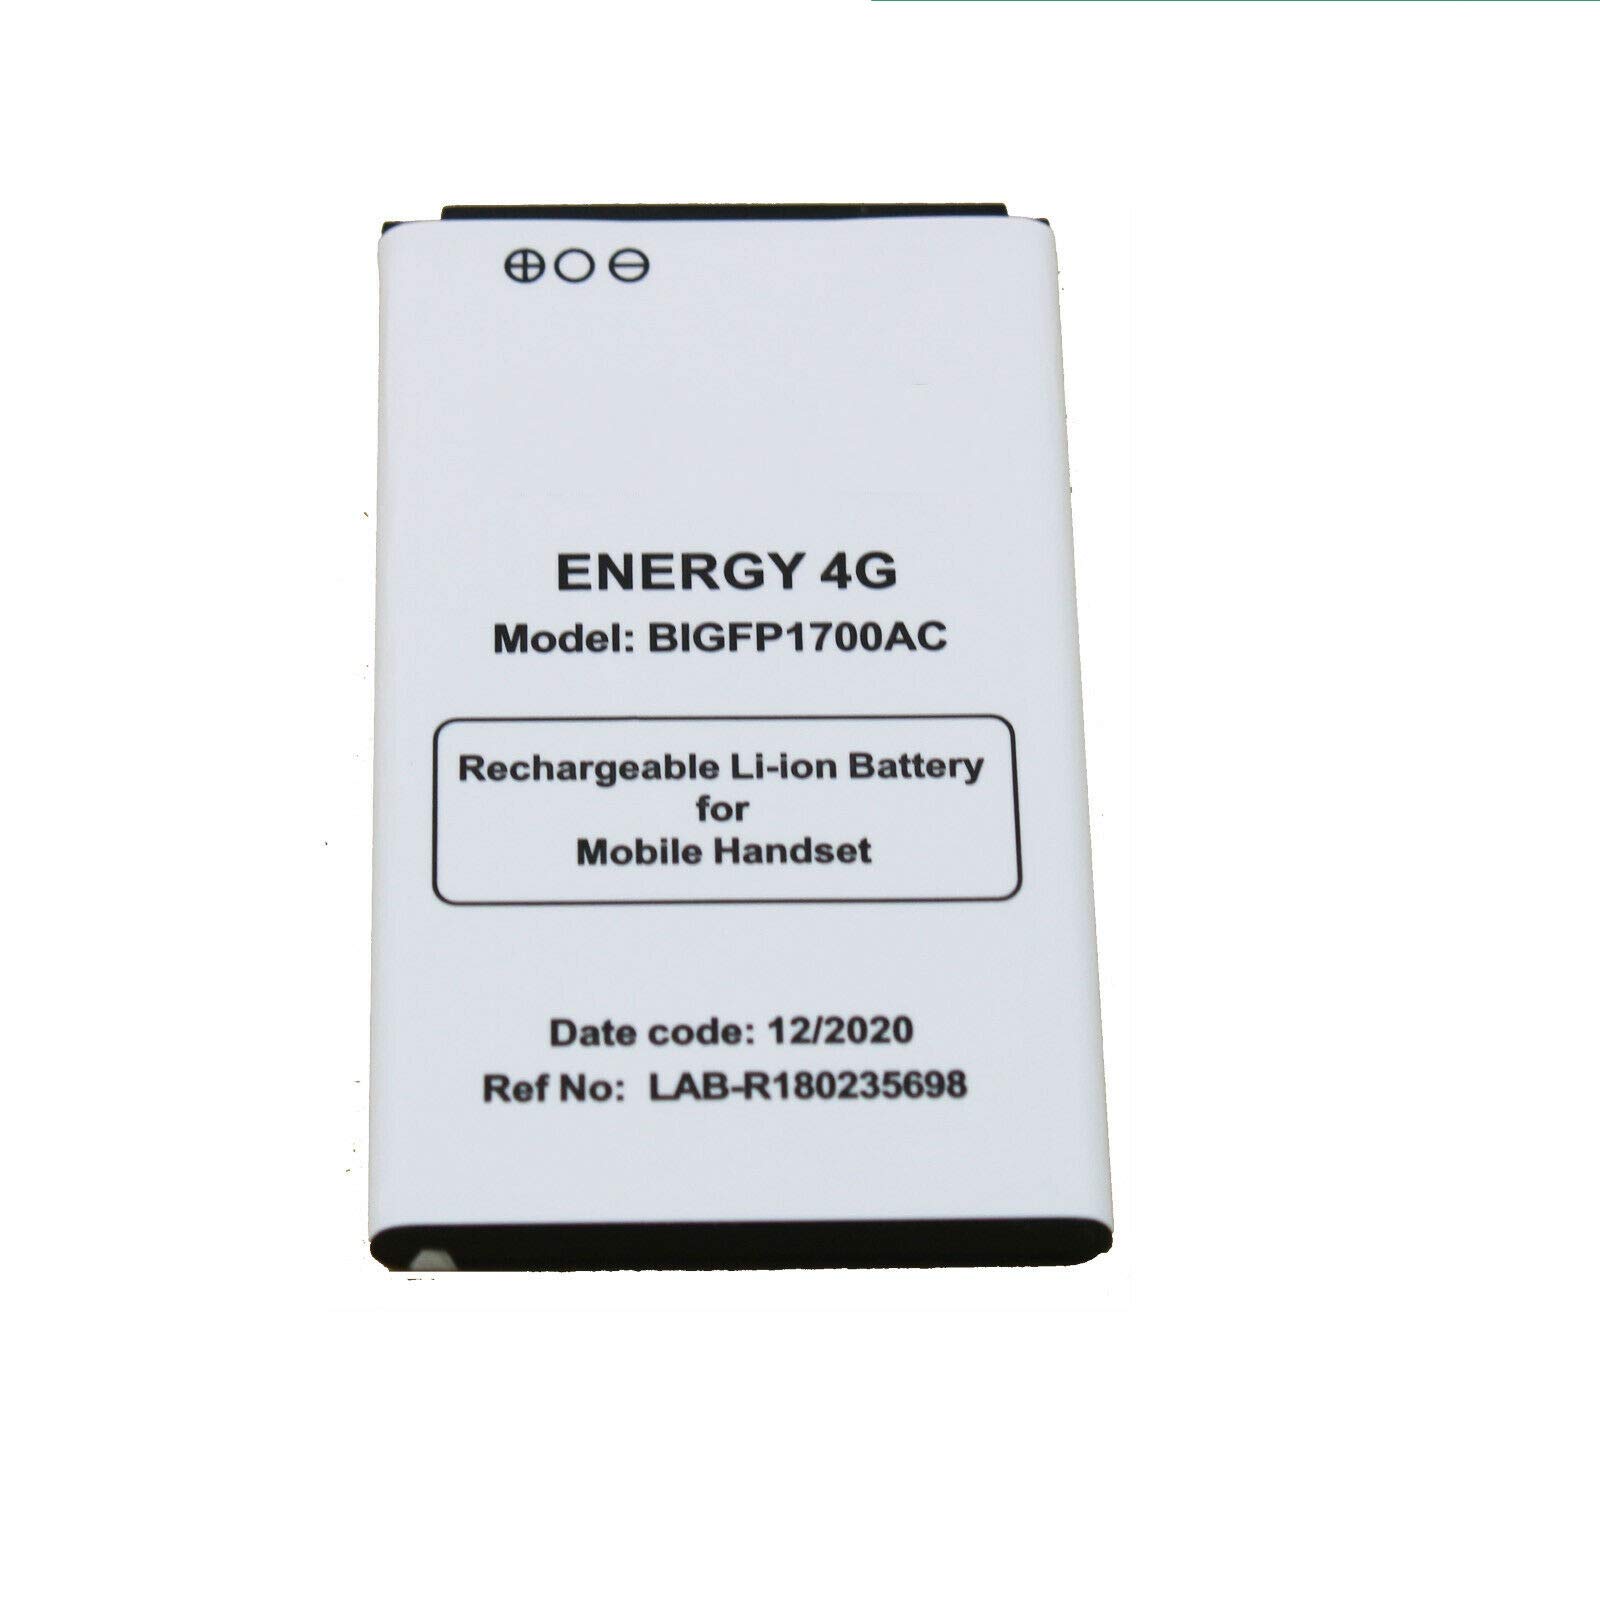 ENERGY 4G
Model: BIGFP1700AC
Rechargeable Li-ion Battery
for
Mobile Handset
Date code: 12/2020
Ref No: LAB-R180235698